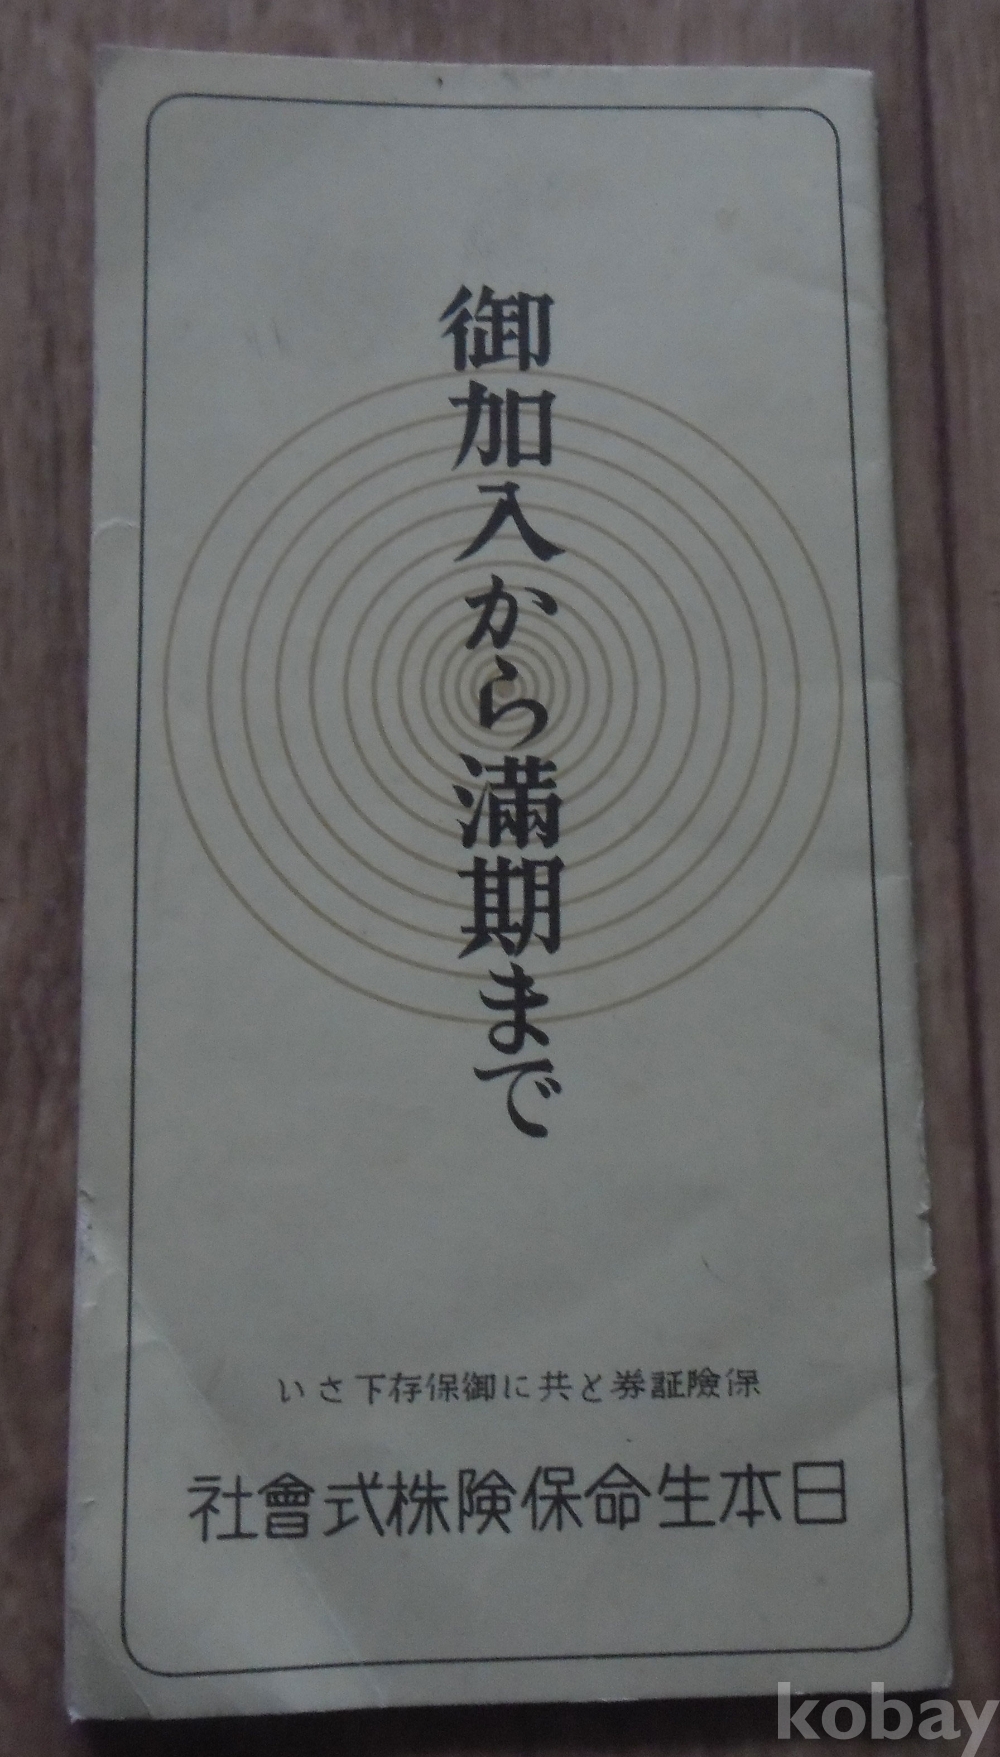 御加入から満期まで
保險証券と共に御保存下さい
日本生命保険株式會社
kobay